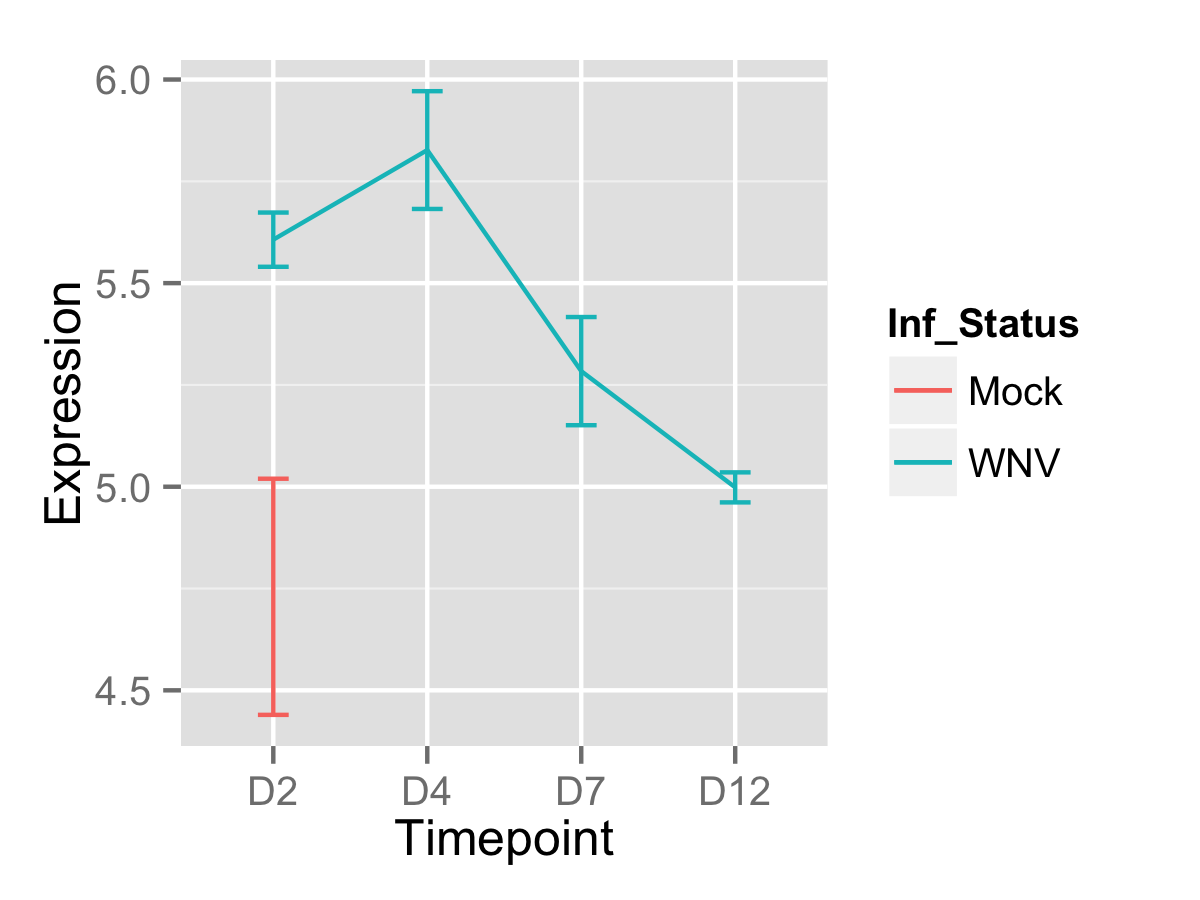 6.0
5.5
5.0
4.5
Expression
D2 D4 D7 D12
Timepoint
Inf_Status
Mock
WNV